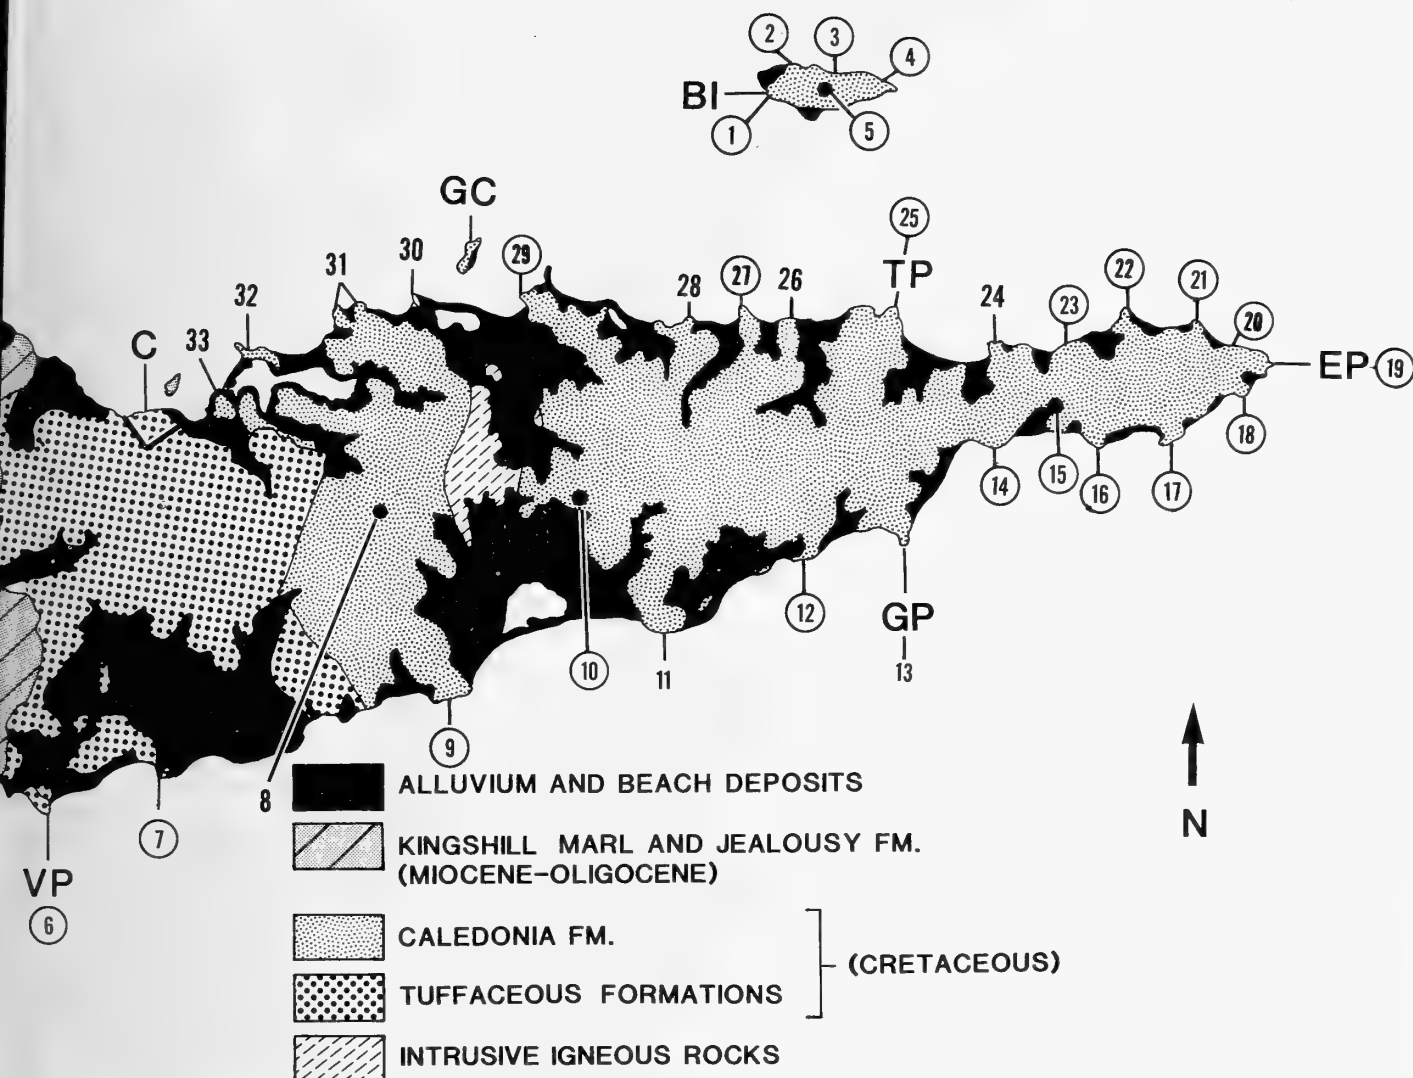 2 3 4
BI
1 5
GC
25
TP
31 30 29 28 27 26 24 23 22 21
32 20
C 33 EP 19
18
14 15 16 17
12
GP
10 11 13
9
8
7
VP
6
ALLUVIUM AND BEACH DEPOSITS
KINGSHILL MARL AND JEALOUSY FM.
(MIOCENE-OLIGOCENE)
CALEDONIA FM.
(CRETACEOUS)
TUFFACEOUS FORMATIONS
INTRUSIVE IGNEOUS ROCKS
N